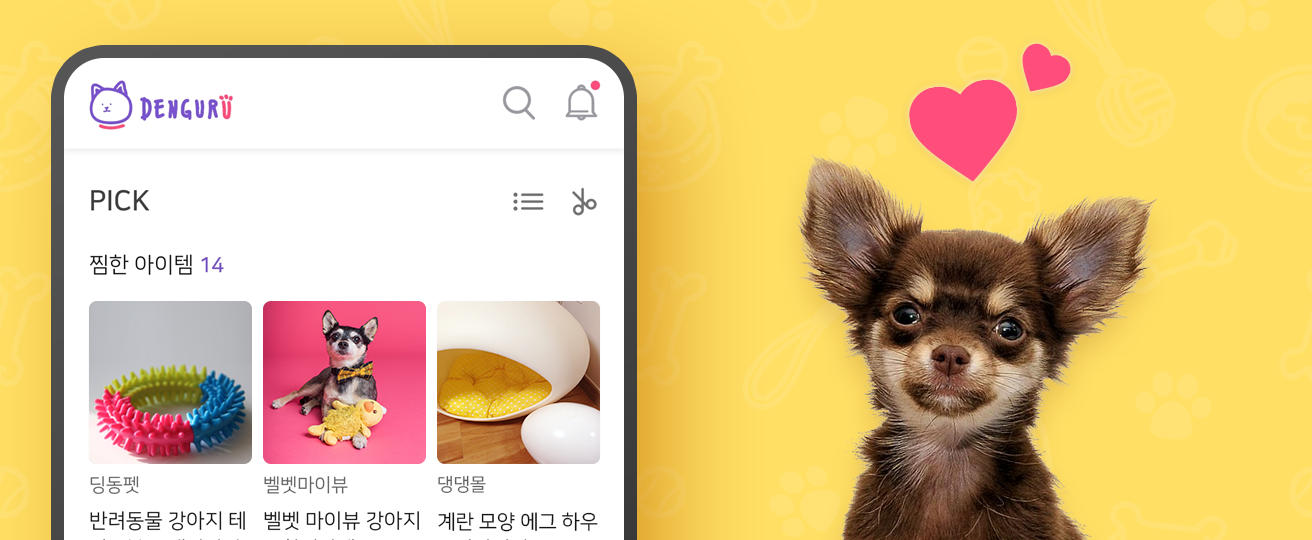 DENGURU
PICK
찜한 아이템 14
딩동펫
벨벳마이뷰
댕댕몰
반려동물 강아지 테
벨벳 마이뷰 강아지
계란 모양 에그 하우